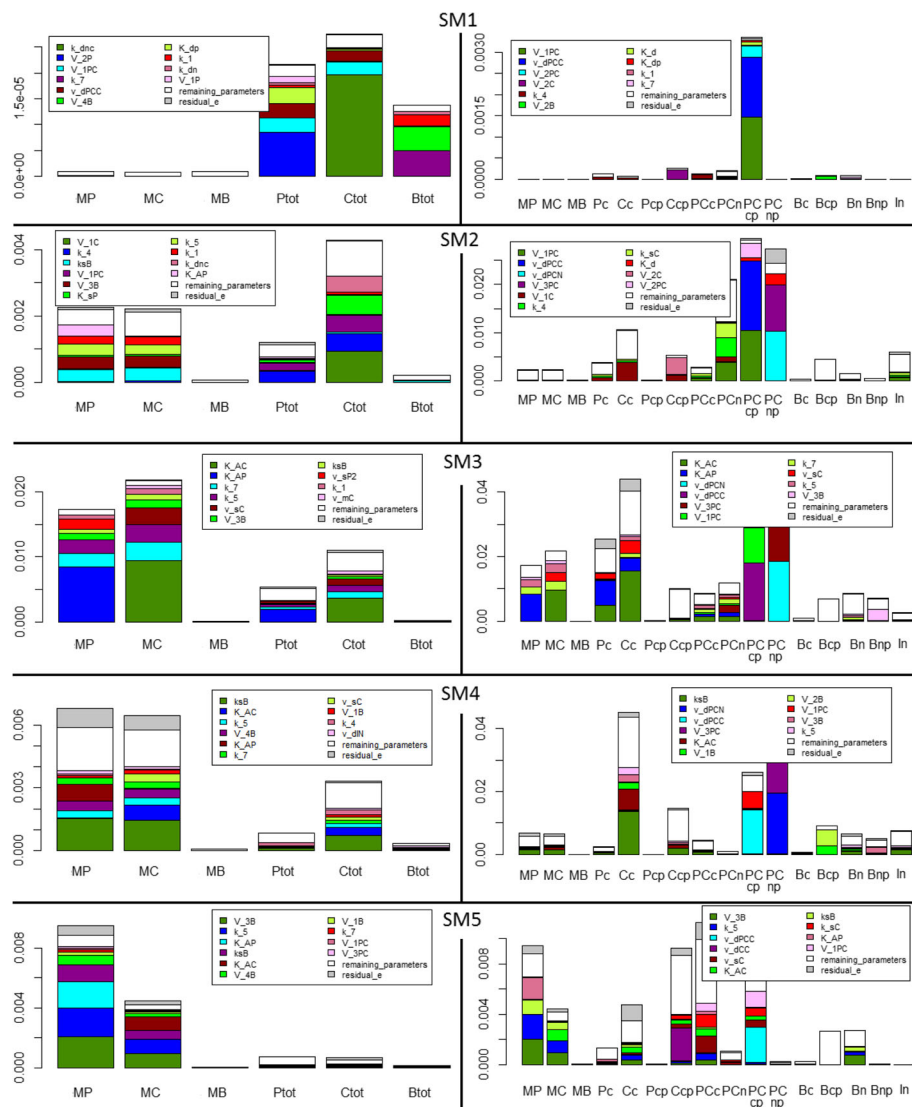 SM1
k_dnc K_dp
V_2P k_1
V_1PC k_dn
k_7 V_1P
v_dPCC remaining_parameters
V_4B residual_e
0.0e+00 1.5e-05
MP MC MB Ptot Ctot Btot
V_1PC K_d
v_dPCC K_dp
V_2PC k_1
V_2C k_7
k_4 remaining_parameters
V_2B residual_e
0.0000 0.0015 0.0030
MP MC MB Pc Cc Pcp Ccp PCc PCn PC cp PC np Bc Bcp Bn Bnp In
SM2
V_1C k_5
k_4 k_1
ksB k_dnc
V_1PC K_AP
V_3B remaining_parameters
K_sP residual_e
0.000 0.002 0.004
MP MC MB Ptot Ctot Btot
V_1PC k_sC
v_dPCC K_d
v_dPCN V_2C
V_3PC V_2PC
V_1C remaining_parameters
k_4 residual_e
0.000 0.010 0.020
MP MC MB Pc Cc Pcp Ccp PCc PCn PC cp PC np Bc Bcp Bn Bnp In
SM3
K_AC ksB
K_AP v_sP2
k_7 k_1
k_5 v_mC
v_sC remaining_parameters
V_3B residual_e
0.000 0.010 0.020
MP MC MB Ptot Ctot Btot
K_AC k_7
K_AP v_sC
v_dPCN k_5
v_dPCC V_3B
V_1PC remaining_parameters
residual_e
0.00 0.02 0.04
MP MC MB Pc Cc Pcp Ccp PCc PCn PC cp PC np Bc Bcp Bn Bnp In
SM4
ksB v_sC
K_AC V_1B
k_5 k_4
V_4B v_dIN
K_AP remaining_parameters
k_7 residual_e
0.000 0.003 0.006
MP MC MB Ptot Ctot Btot
ksB V_2B
v_dPCN V_1PC
v_dPCC V_3B
V_3PC k_5
K_AC remaining_parameters
V_1B residual_e
0.00 0.02 0.04
MP MC MB Pc Cc Pcp Ccp PCc PCn PC cp PC np Bc Bcp Bn Bnp In
SM5
V_3B V_1B
k_5 k_7
K_AP V_1PC
ksB V_3PC
K_AC remaining_parameters
V_4B residual_e
0.000 0.004 0.008
MP MC MB Ptot Ctot Btot
V_3B ksB
k_5 k_sC
v_dPCC K_AP
v_dCC V_1PC
v_sC remaining_parameters
K_AC residual_e
0.000 0.004 0.008
MP MC MB Pc Cc Pcp Ccp PCc PCn PC cp PC np Bc Bcp Bn Bnp In